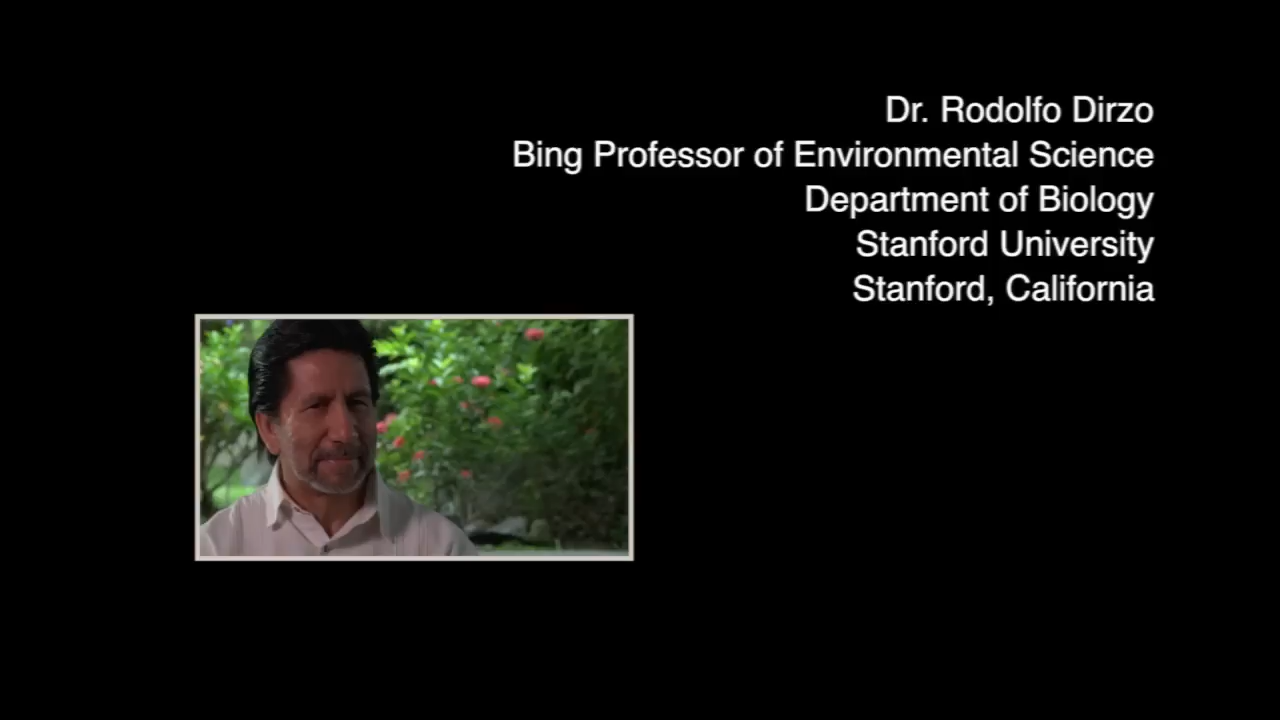 Dr. Rodolfo Dirzo
Bing Professor of Environmental Science
Department of Biology
Stanford University
Stanford, California